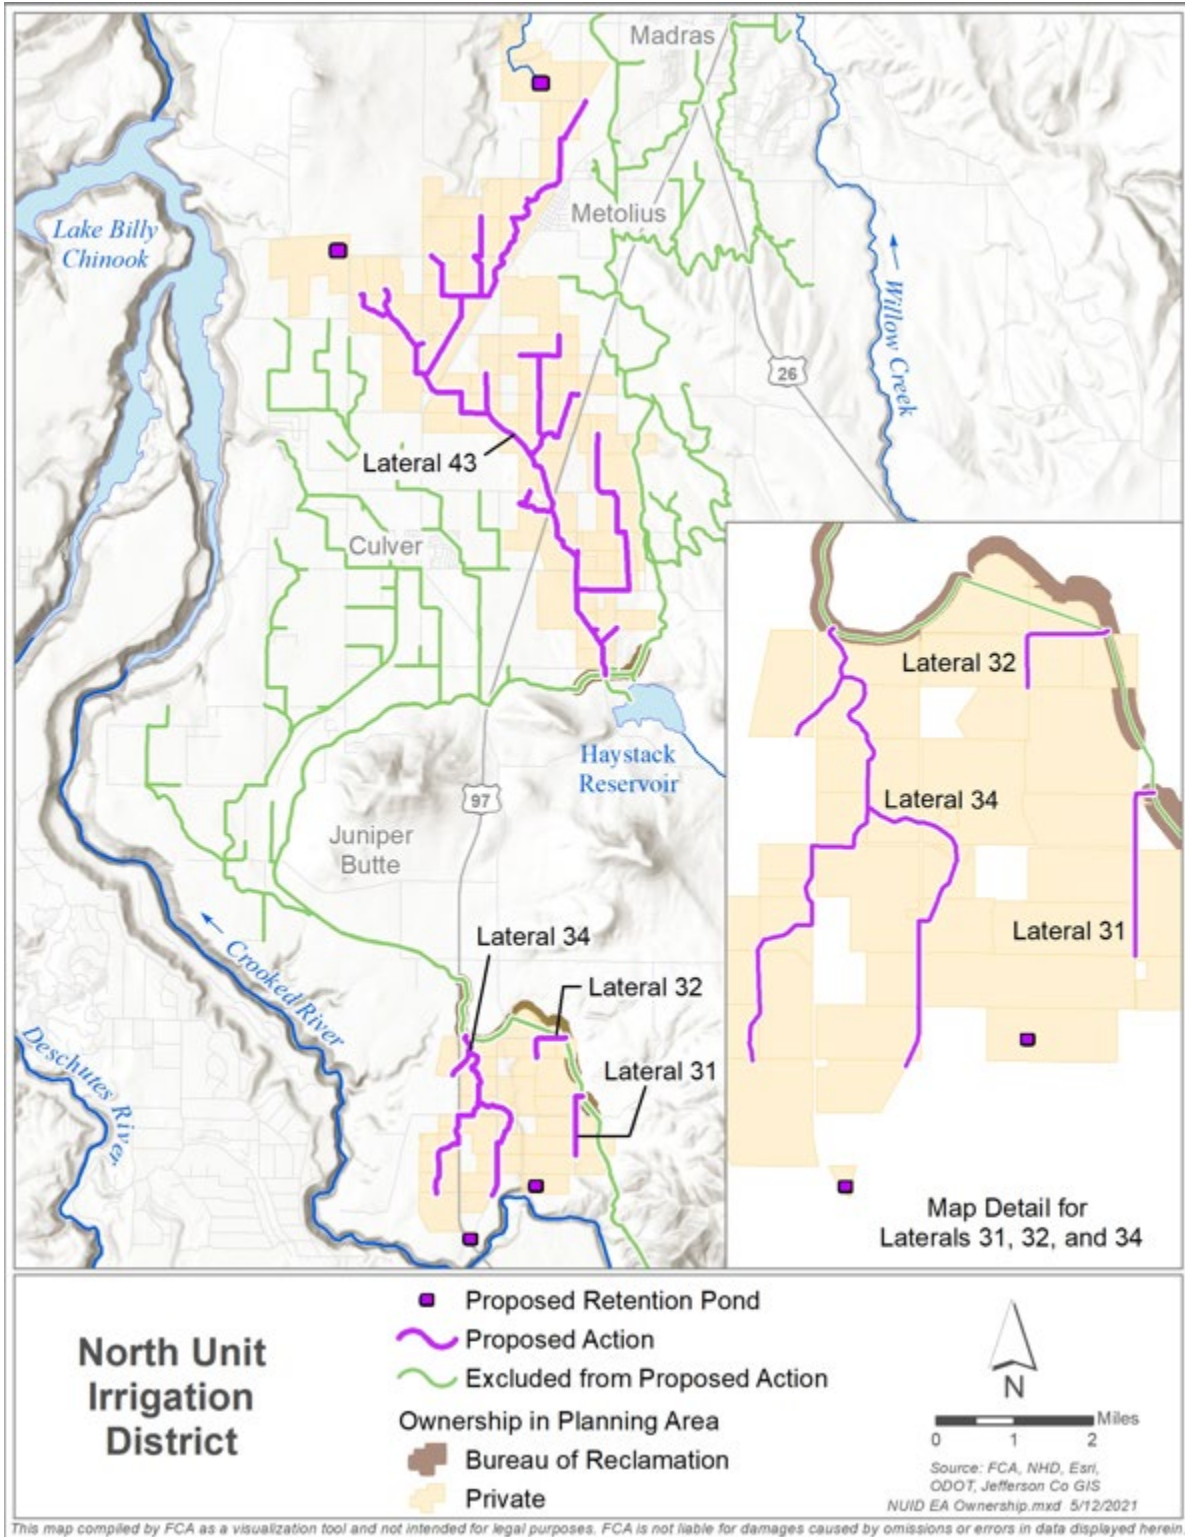 Madras
Metolius
Lake Billy
Chinook
Willow Creek
26
Lateral 43
Culver
Haystack
Reservoir
97
Juniper
Butte
Lateral 34
Lateral 32
Crooked River
Deschutes River
Lateral 31
Lateral 32
Lateral 34
Lateral 31
Map Detail for
Laterals 31, 32, and 34
North Unit
Irrigation
District
Proposed Retention Pond
Proposed Action
Excluded from Proposed Action
Ownership in Planning Area
Bureau of Reclamation
Private
N
Miles
0 1 2
Source: FCA, NHD, Esri,
ODOT, Jefferson Co GIS
NUID EA Ownership.mxd 5/12/2021
This map compiled by FCA as a visualization tool and not intended for legal purposes. FCA is not liable for damages caused by omissions or errors in data displayed herein